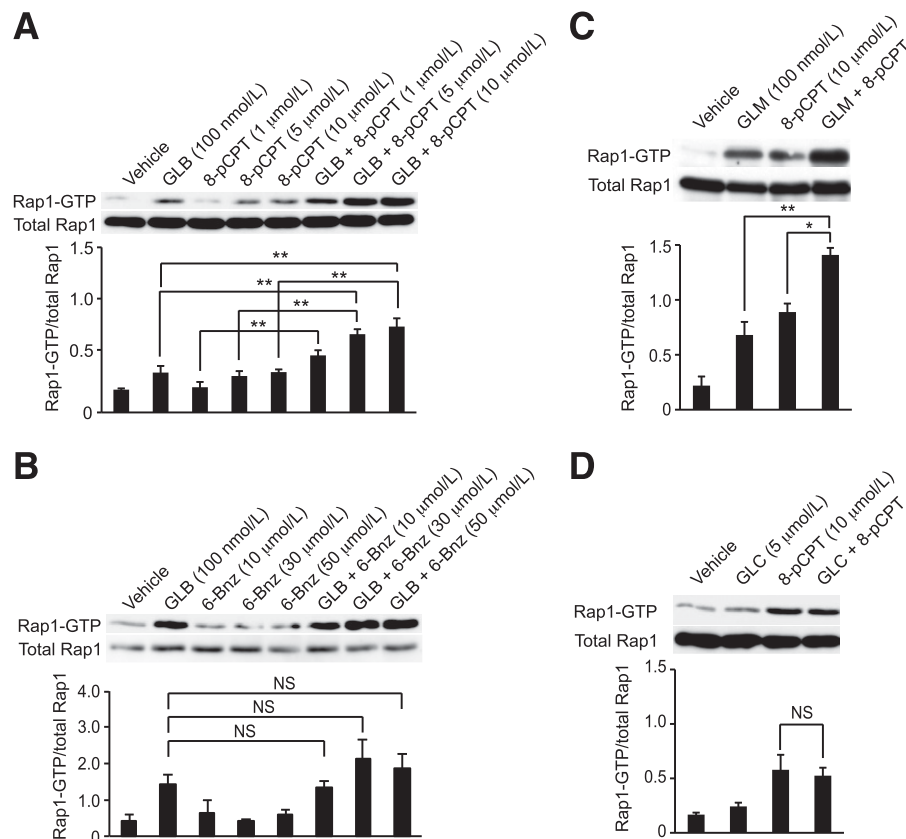 A
Vehicle
GLB (100 nmol/L)
8-pCPT (1 μmol/L)
8-pCPT (5 μmol/L)
8-pCPT (10 μmol/L)
GLB + 8-pCPT (1 μmol/L)
GLB + 8-pCPT (5 μmol/L)
GLB + 8-pCPT (10 μmol/L)
Rap1-GTP
Total Rap1
Rap1-GTP/total Rap1
1.5
1.0
0.5
0
**
**
**
**
**
B
Vehicle
GLB (100 nmol/L)
6-Bnz (10 μmol/L)
6-Bnz (30 μmol/L)
6-Bnz (50 μmol/L)
GLB + 6-Bnz (10 μmol/L)
GLB + 6-Bnz (30 μmol/L)
GLB + 6-Bnz (50 μmol/L)
Rap1-GTP
Total Rap1
Rap1-GTP/total Rap1
4.0
3.0
2.0
1.0
0
NS
NS
NS
C
Vehicle
GLM (100 nmol/L)
8-pCPT (10 μmol/L)
GLM + 8-pCPT
Rap1-GTP
Total Rap1
Rap1-GTP/total Rap1
1.5
1.0
0.5
0
**
*
D
Vehicle
GLC (5 μmol/L)
8-pCPT (10 μmol/L)
GLC + 8-pCPT
Rap1-GTP
Total Rap1
Rap1-GTP/total Rap1
1.5
1.0
0.5
0
NS